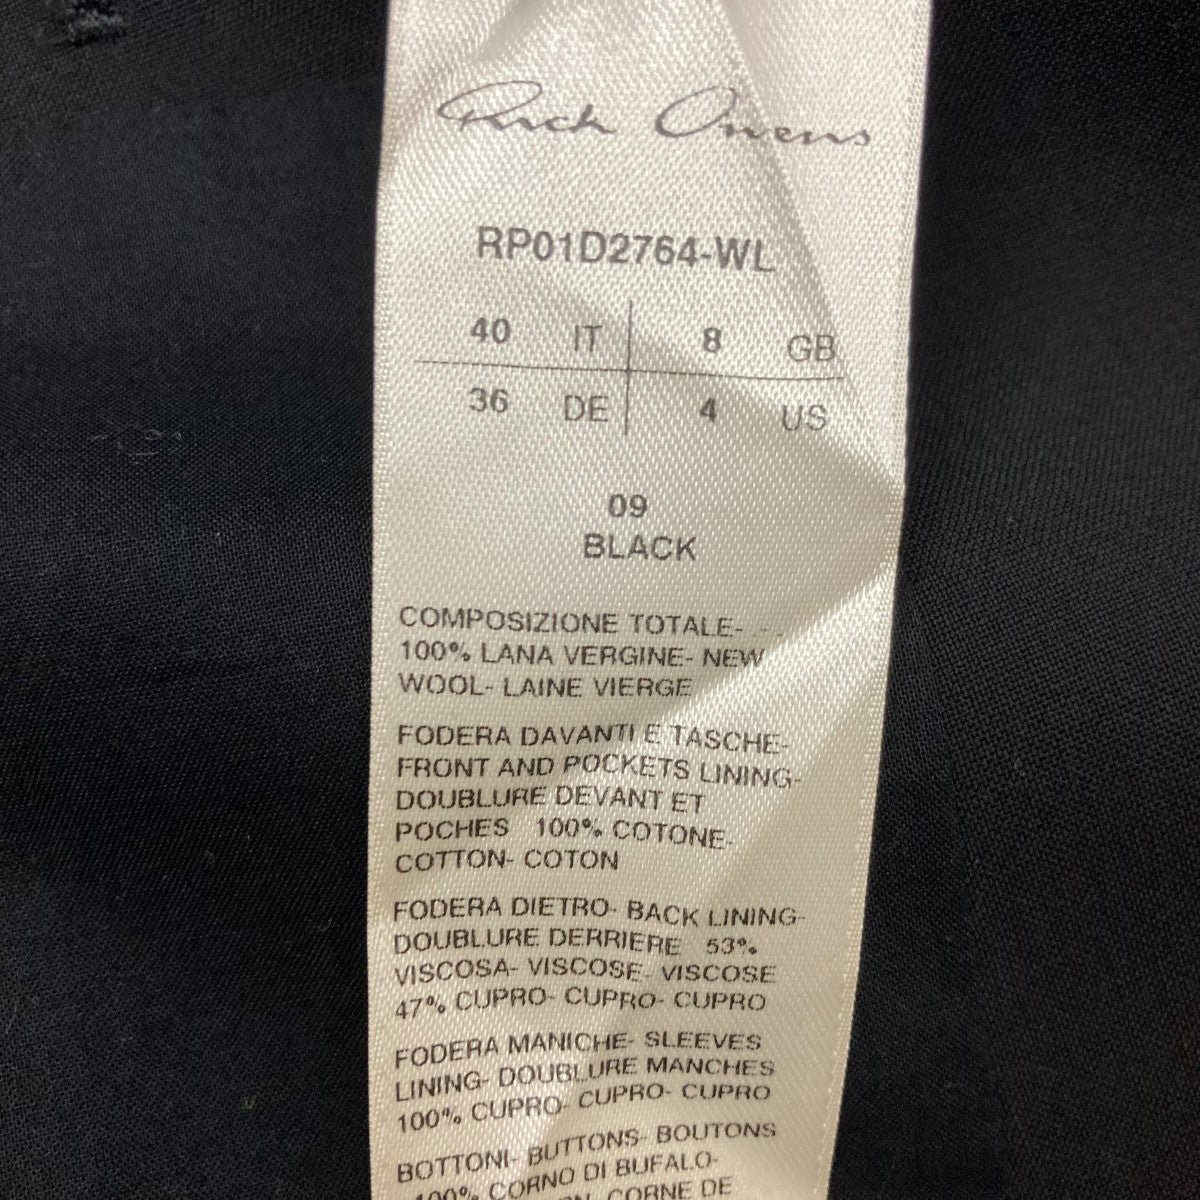 Rick Owens
RP01D2764-WL
40 IT 8 GB
36 DE 4 US
09
BLACK
COMPOSIZIONE TOTALE-
100% LANA VERGINE- NEW
WOOL- LAINE VIERGE
FODERA DAVANTI E TASCHE-
FRONT AND POCKETS LINING-
DOUBLURE DEVANT ET
POCHES 100% COTONE-
COTTON- COTON
FODERA DIETRO- BACK LINING-
DOUBLURE DERRIERE 53%
VISCOSA- VISCOSE- VISCOSE
47% CUPRO- CUPRO- CUPRO
FODERA MANICHE- SLEEVES
LINING- DOUBLURE MANCHES
100% CUPRO- CUPRO- CUPRO
BOTTONI- BUTTONS- BOUTONS
100% CORNO DI BUFALO-
CORNE DE